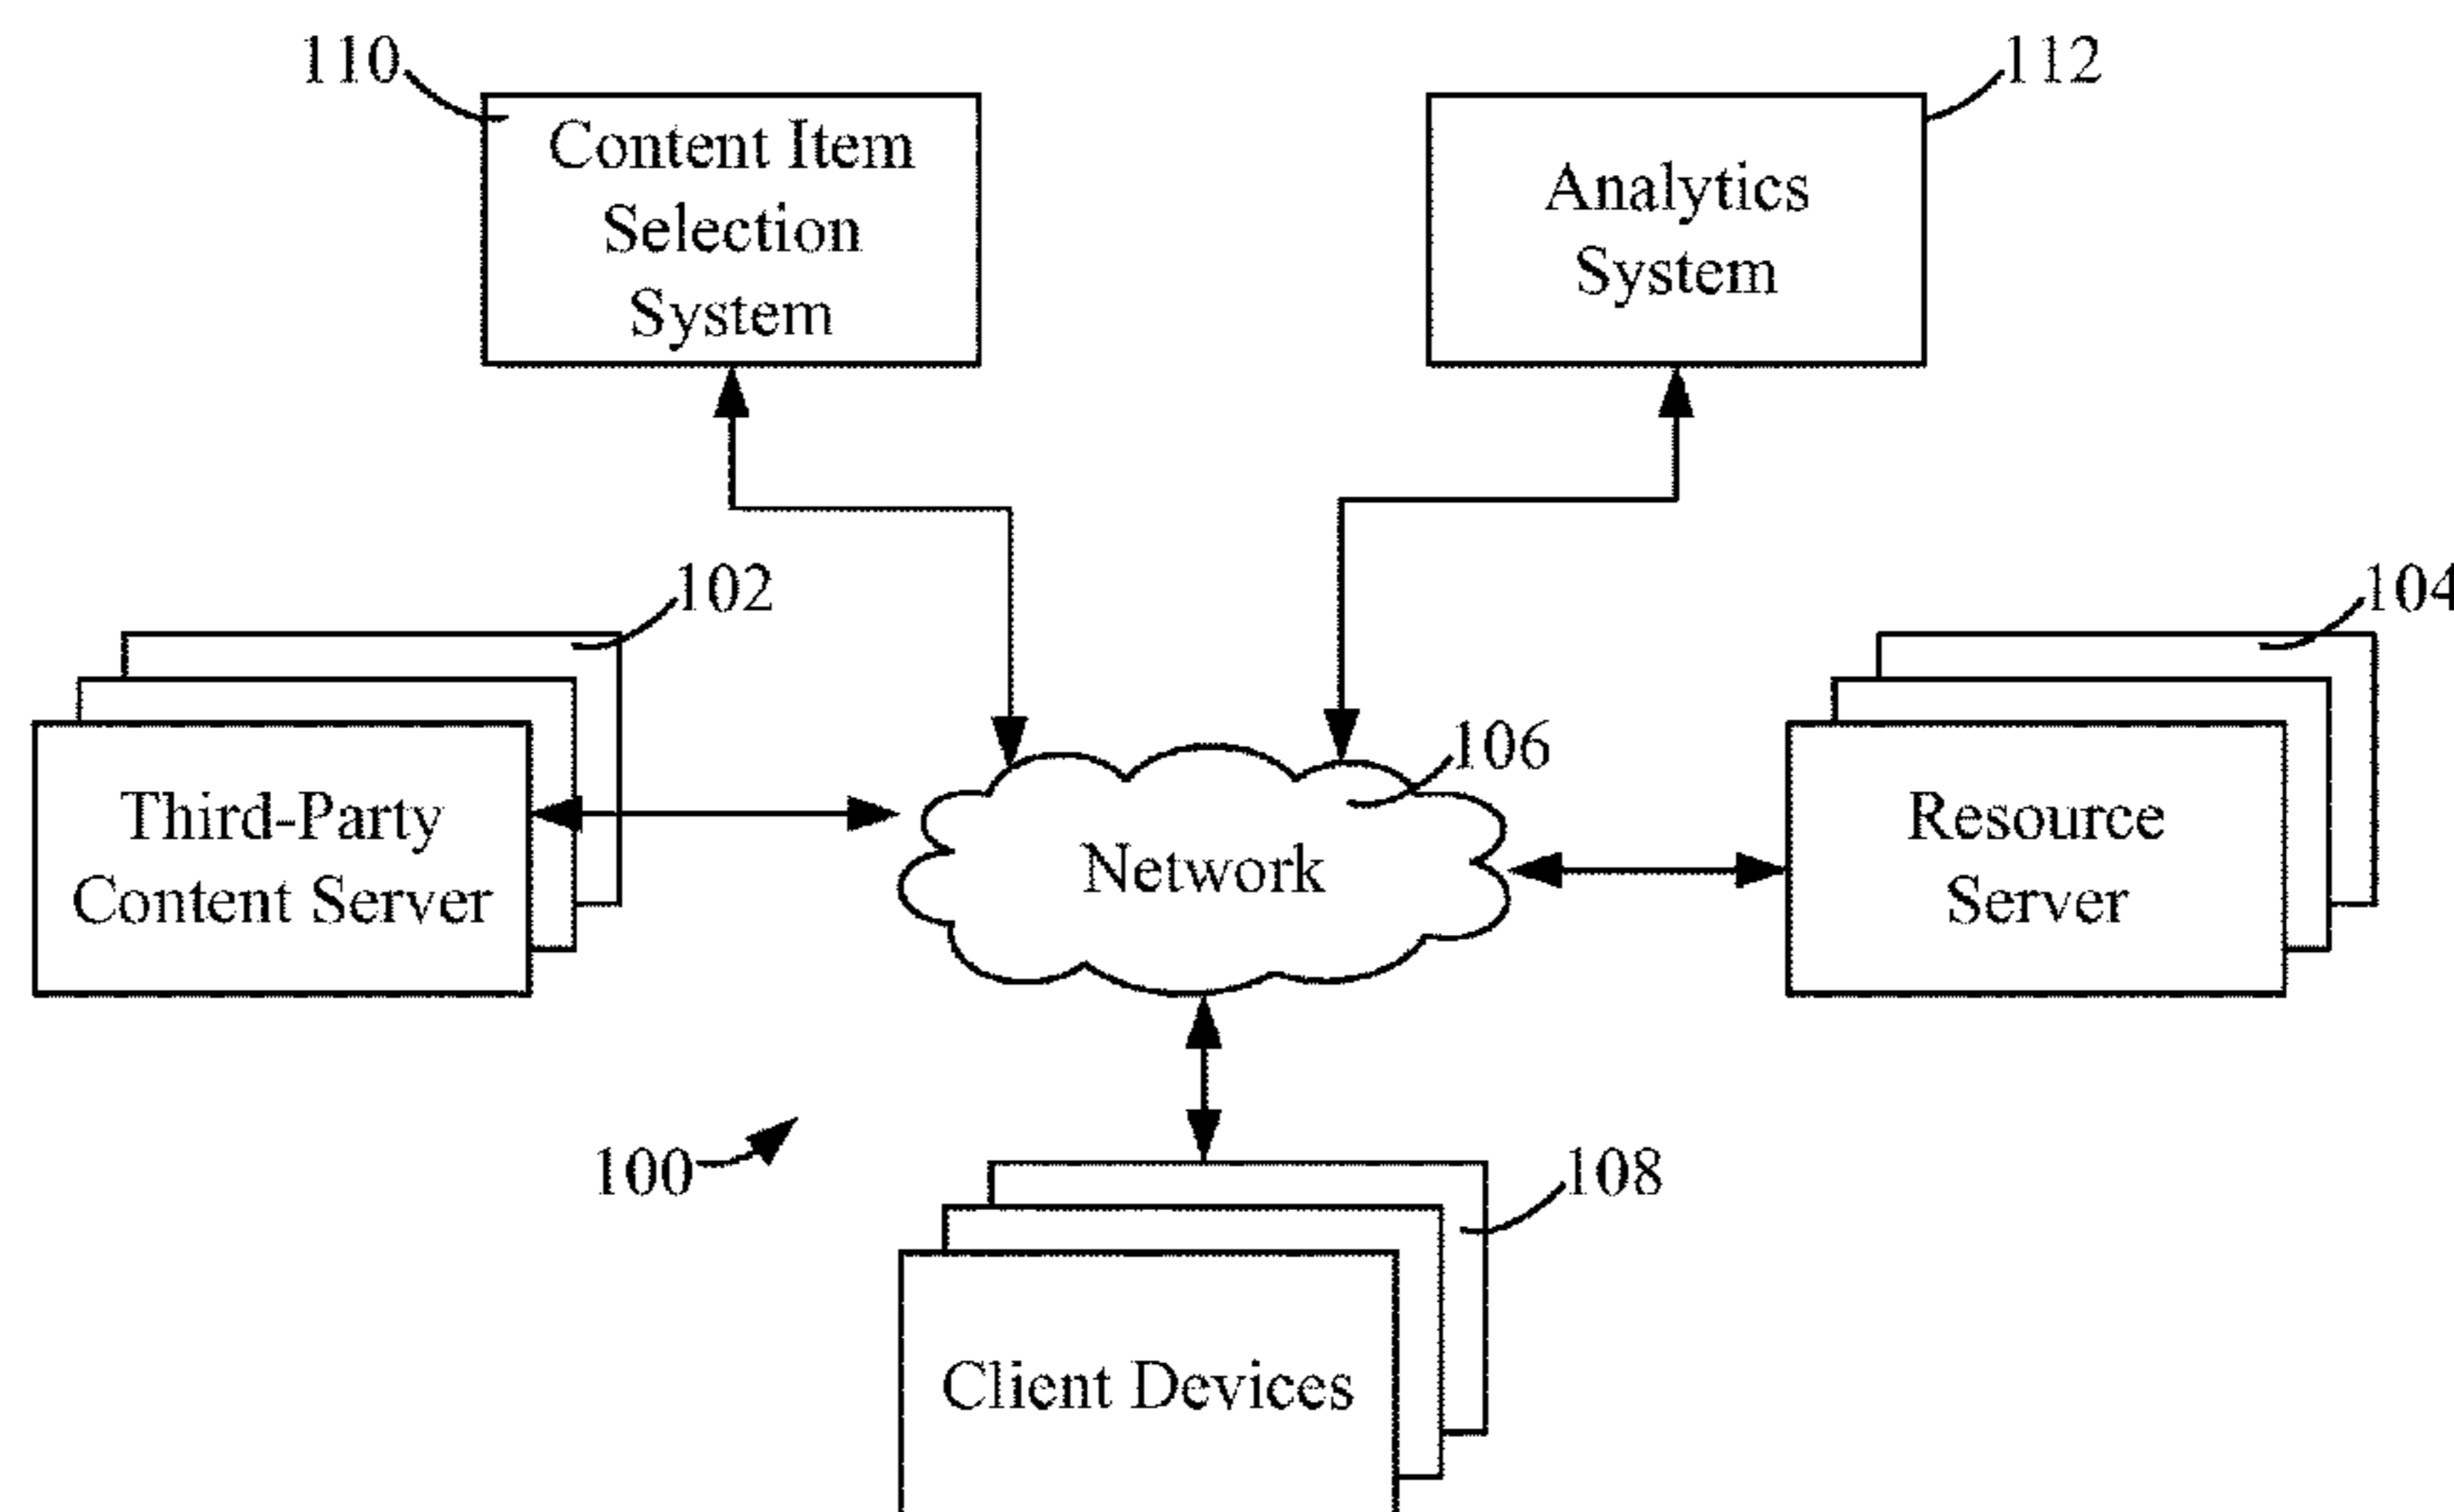 110
Content Item
Selection
System
112
Analytics
System
102
104
106
Third-Party
Content Server
Network
Resource
Server
100
108
Client Devices